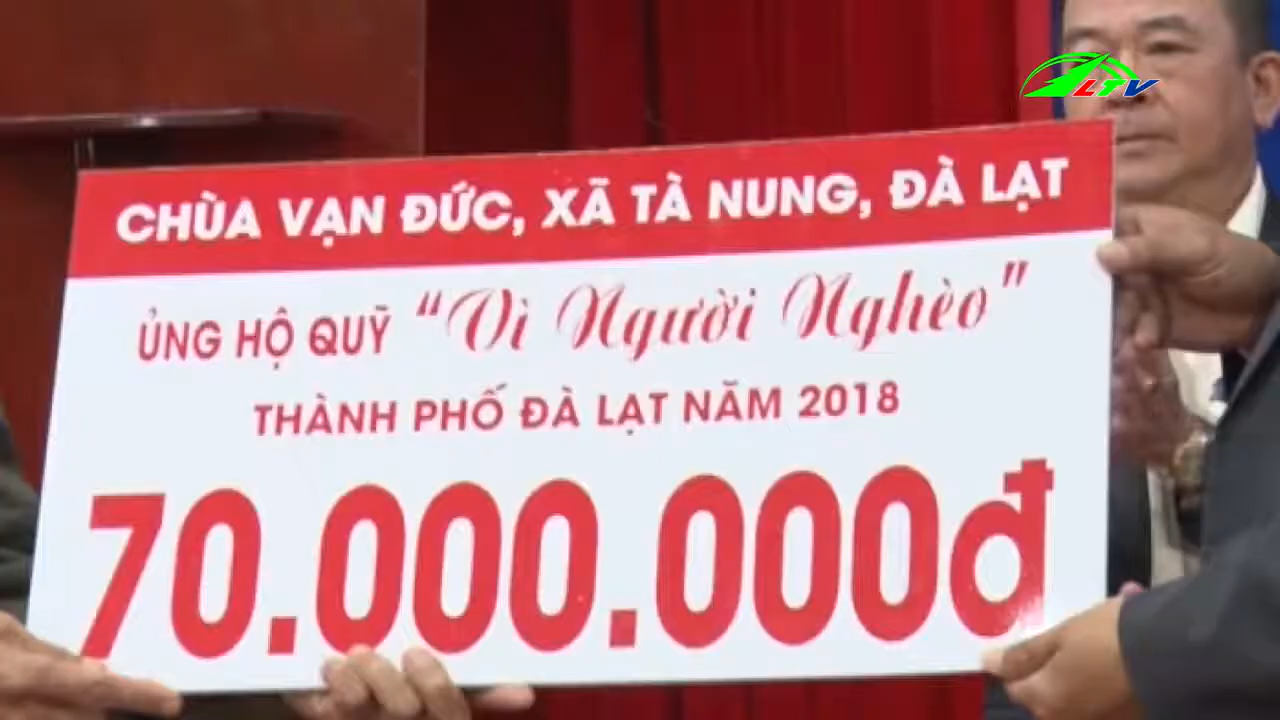 LTV
CHÙA VẠN ĐỨC, XÃ TÀ NUNG, ĐÀ LẠT
ỦNG HỘ QUỸ “Vì Người Nghèo”
THÀNH PHỐ ĐÀ LẠT NĂM 2018
70.000.000đ